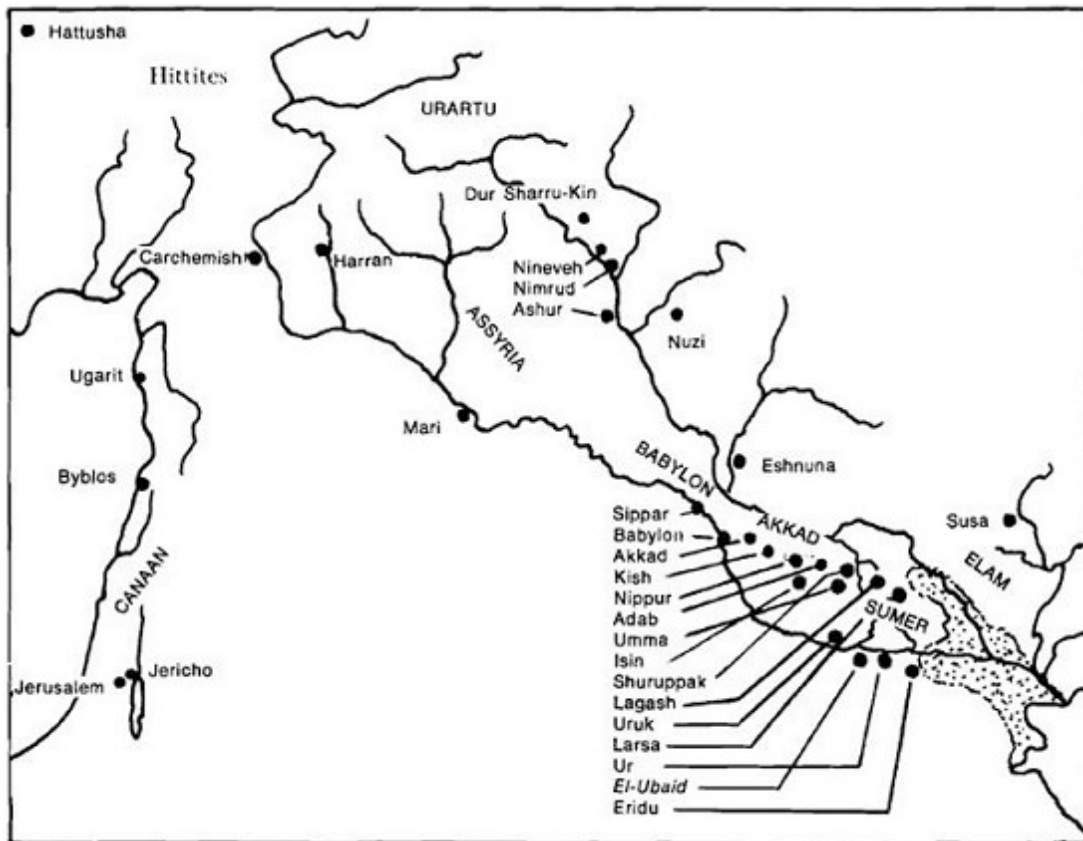 Hattusha
Hittites
URARTU
Dur Sharru-Kin
Carchemish
Harran
Nineveh
Nimrud
Ashur
ASSYRIA
Nuzi
Ugarit
Mari
Byblos
BABYLON
Eshnuna
Sippar
AKKAD
Susa
Babylon
Akkad
ELAM
Kish
CANAAN
Nippur
Adab
SUMER
Umma
Isin
Jericho
Shuruppak
Jerusalem
Lagash
Uruk
Larsa
Ur
El-Ubaid
Eridu